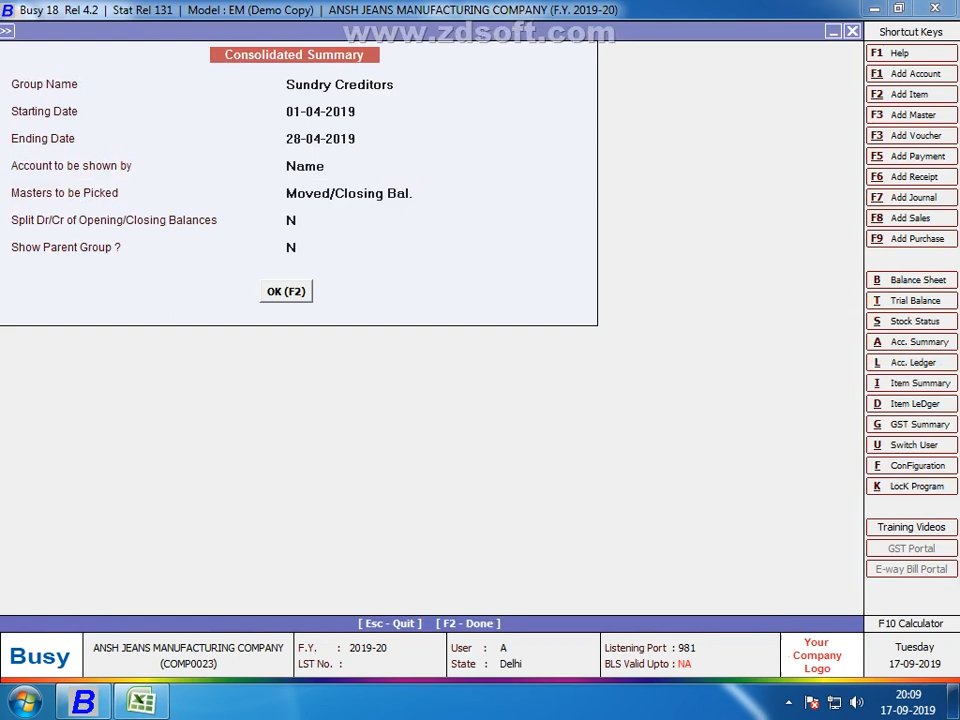 Busy 18 Rel 4.2 | Stat Rel 131 | Model : EM (Demo Copy) | ANSH JEANS MANUFACTURING COMPANY (F.Y. 2019-20)
www.zdsoft.com
>>
Consolidated Summary
Group Name Sundry Creditors
Starting Date 01-04-2019
Ending Date 28-04-2019
Account to be shown by Name
Masters to be Picked Moved/Closing Bal.
Split Dr/Cr of Opening/Closing Balances N
Show Parent Group ? N
OK (F2)
Shortcut Keys
F1 Help
F1 Add Account
F2 Add Item
F3 Add Master
F3 Add Voucher
F5 Add Payment
F6 Add Receipt
F7 Add Journal
F8 Add Sales
F9 Add Purchase
B Balance Sheet
T Trial Balance
S Stock Status
A Acc. Summary
L Acc. Ledger
I Item Summary
D Item LeDger
G GST Summary
U Switch User
F ConFiguration
K LocK Program
Training Videos
GST Portal
E-way Bill Portal
[ Esc - Quit ] [ F2 - Done ]
F10 Calculator
Busy
ANSH JEANS MANUFACTURING COMPANY
(COMP0023)
F.Y. : 2019-20
LST No. :
User : A
State : Delhi
Listening Port : 981
BLS Valid Upto : NA
Your
Company
Logo
Tuesday
17-09-2019
20:09
17-09-2019